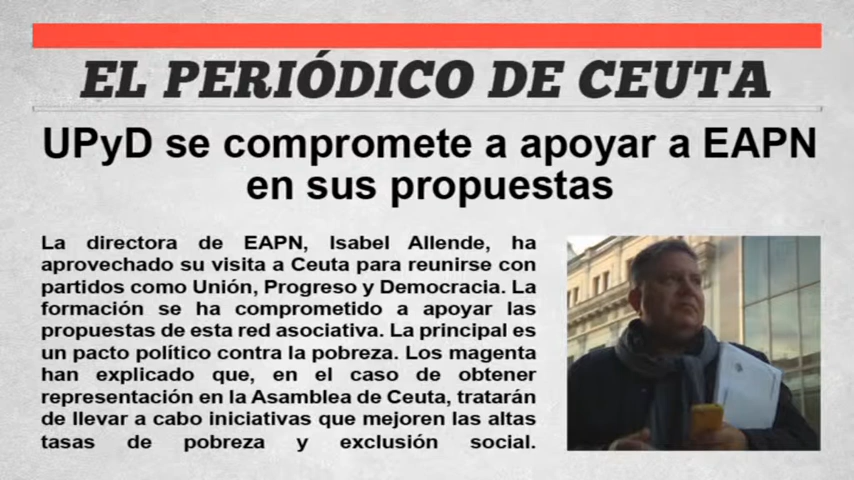 EL PERIÓDICO DE CEUTA
UPyD se compromete a apoyar a EAPN
en sus propuestas
La directora de EAPN, Isabel Allende, ha
aprovechado su visita a Ceuta para reunirse con
partidos como Unión, Progreso y Democracia. La
formación se ha comprometido a apoyar las
propuestas de esta red asociativa. La principal es
un pacto político contra la pobreza. Los magenta
han explicado que, en el caso de obtener
representación en la Asamblea de Ceuta, tratarán
de llevar a cabo iniciativas que mejoren las altas
tasas de pobreza y exclusión social.